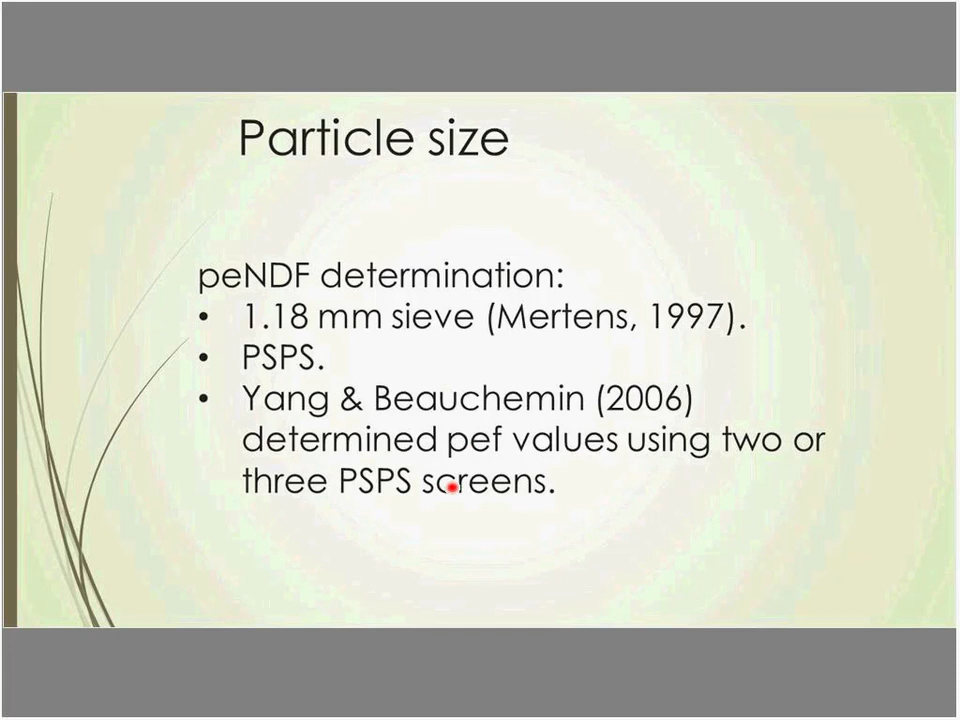 Particle size
peNDF determination:
• 1.18 mm sieve (Mertens, 1997).
• PSPS.
• Yang & Beauchemin (2006)
determined pef values using two or
three PSPS screens.